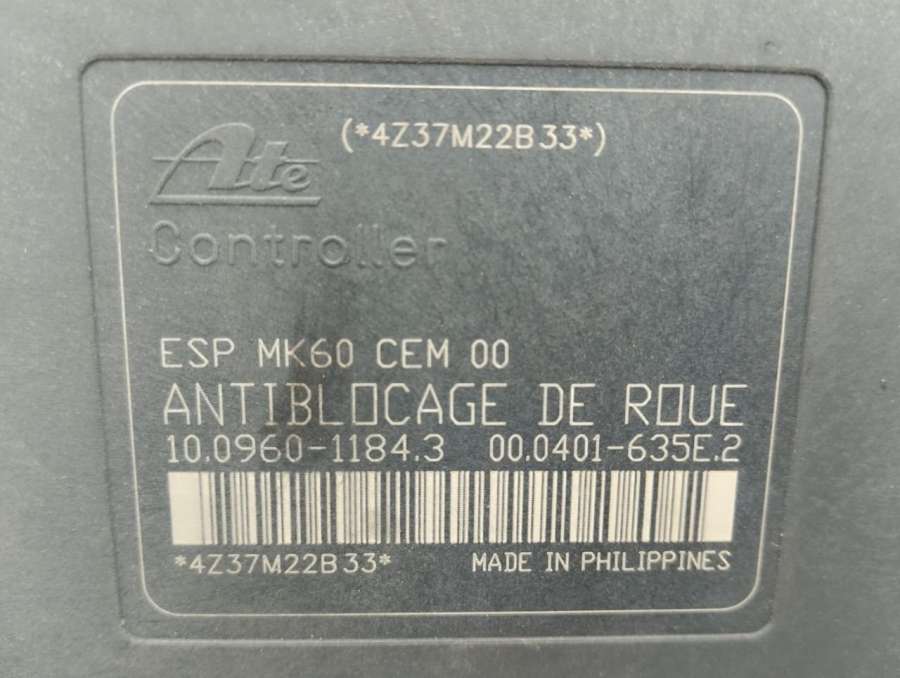 (*4Z37M22B33*)
Ate
Controller
ESP MK60 CEM 00
ANTIBLOCAGE DE ROUE
10.0960-1184.3 00.0401-635E.2
*4Z37M22B33* MADE IN PHILIPPINES